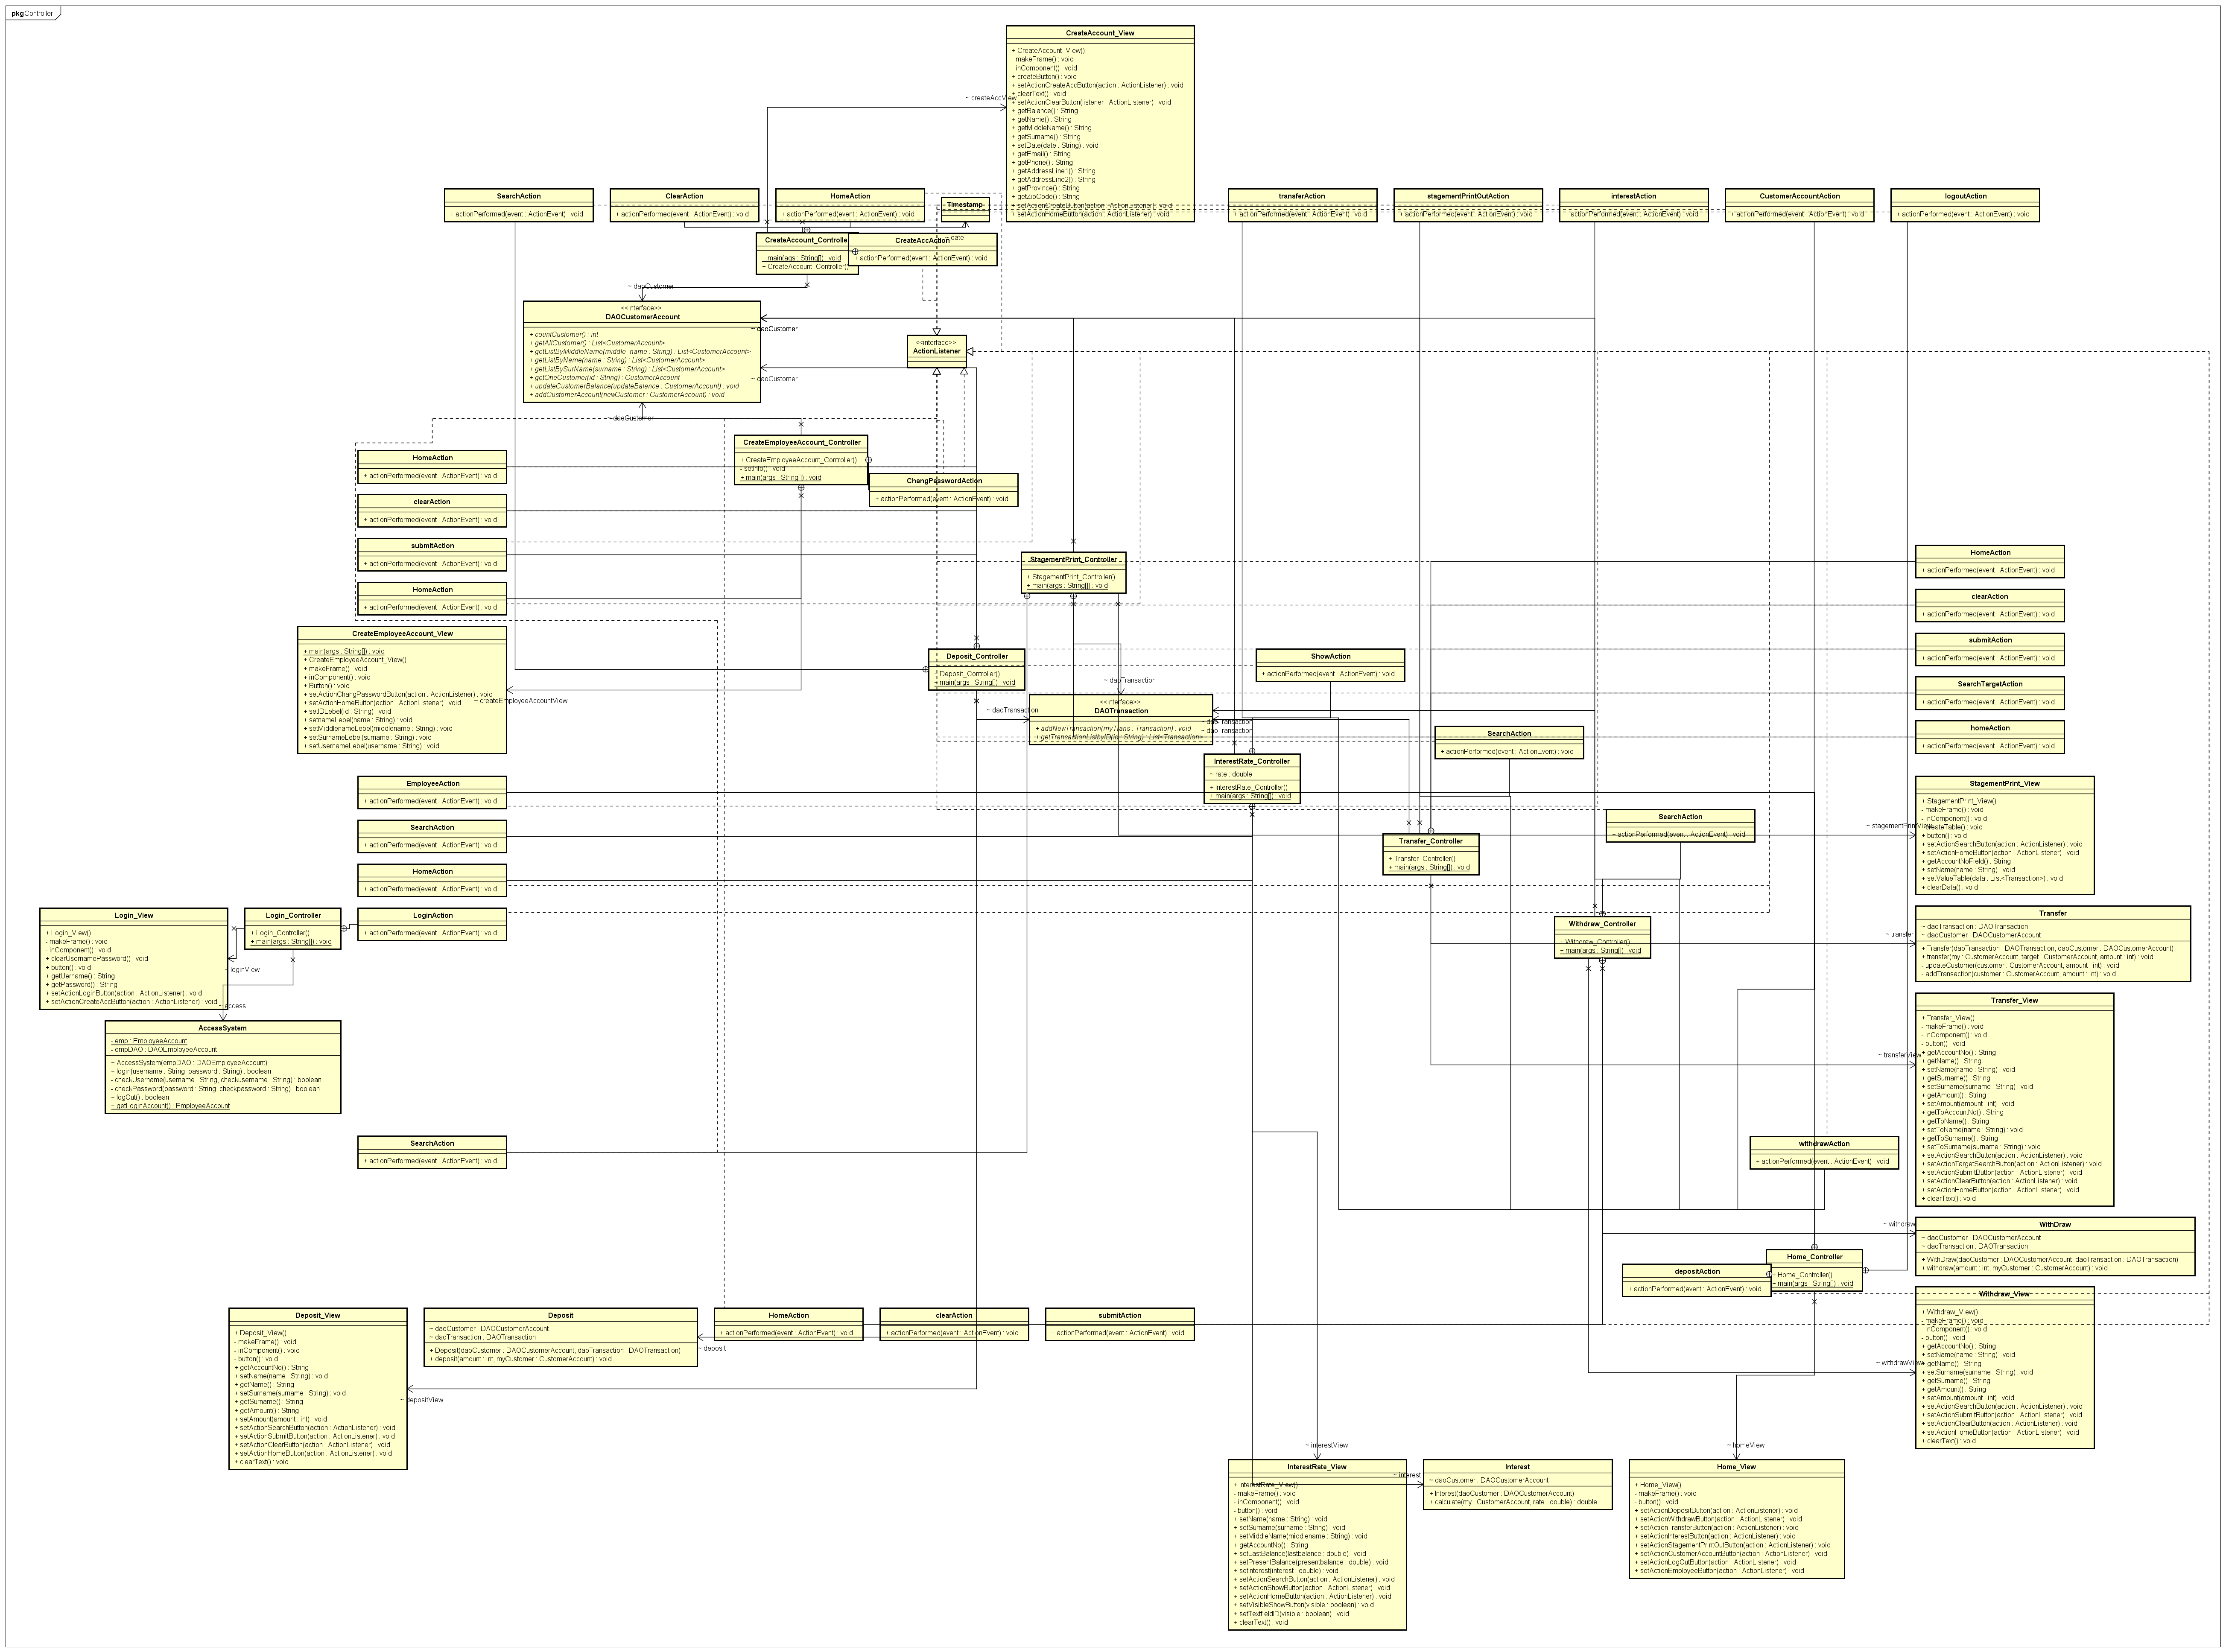 pkg Controller
CreateAccount_View
+ CreateAccount_View()
- makeFrame() : void
- inComponent() : void
+ createButton() : void
+ setActionCreateAccButton(action : ActionListener) : void
+ clearText() : void
+ setActionClearButton(listener : ActionListener) : void
+ getBalance() : String
+ getName() : String
+ getMiddleName() : String
+ getSurname() : String
+ setDate(date : String) : void
+ getEmail() : String
+ getPhone() : String
+ getAddressLine1() : String
+ getAddressLine2() : String
+ getProvince() : String
+ getZipCode() : String
+ setActionCreateButton(action : ActionListener) : void
+ setActionHomeButton(action : ActionListener) : void
~ createAccView
SearchAction
+ actionPerformed(event : ActionEvent) : void
ClearAction
+ actionPerformed(event : ActionEvent) : void
HomeAction
+ actionPerformed(event : ActionEvent) : void
Timestamp
transferAction
+ actionPerformed(event : ActionEvent) : void
stagementPrintOutAction
+ actionPerformed(event : ActionEvent) : void
interestAction
+ actionPerformed(event : ActionEvent) : void
CustomerAccountAction
+ actionPerformed(event : ActionEvent) : void
logoutAction
+ actionPerformed(event : ActionEvent) : void
CreateAccount_Controlle
+ main(ags : String[]) : void
+ CreateAccount_Controller()
CreateAccAction
+ actionPerformed(event : ActionEvent) : void
~ date
~ daoCustomer
<<interface>>
DAOCustomerAccount
+ countCustomer() : int
+ getAllCustomer() : List<CustomerAccount>
+ getListByMiddleName(middle_name : String) : List<CustomerAccount>
+ getListByName(name : String) : List<CustomerAccount>
+ getListBySurName(surname : String) : List<CustomerAccount>
+ getOneCustomer(id : String) : CustomerAccount
+ updateCustomerBalance(updateBalance : CustomerAccount) : void
+ addCustomerAccount(newCustomer : CustomerAccount) : void
~ daoCustomer
~ daoCustomer
~ daoCustomer
<<interface>>
ActionListener
CreateEmployeeAccount_Controller
+ CreateEmployeeAccount_Controller()
- setInfo() : void
+ main(args : String[]) : void
ChangPasswordAction
+ actionPerformed(event : ActionEvent) : void
HomeAction
+ actionPerformed(event : ActionEvent) : void
clearAction
+ actionPerformed(event : ActionEvent) : void
submitAction
+ actionPerformed(event : ActionEvent) : void
HomeAction
+ actionPerformed(event : ActionEvent) : void
StagementPrint_Controller
+ StagementPrint_Controller()
+ main(args : String[]) : void
HomeAction
+ actionPerformed(event : ActionEvent) : void
clearAction
+ actionPerformed(event : ActionEvent) : void
submitAction
+ actionPerformed(event : ActionEvent) : void
SearchTargetAction
+ actionPerformed(event : ActionEvent) : void
homeAction
+ actionPerformed(event : ActionEvent) : void
CreateEmployeeAccount_View
+ main(args : String[]) : void
+ CreateEmployeeAccount_View()
+ makeFrame() : void
+ inComponent() : void
+ Button() : void
+ setActionChangPasswordButton(action : ActionListener) : void
+ setActionHomeButton(action : ActionListener) : void
+ setIDLebel(id : String) : void
+ setnameLebel(name : String) : void
+ setMiddlenameLebel(middlename : String) : void
+ setSurnameLebel(surname : String) : void
+ setUsernameLebel(username : String) : void
~ createEmployeeAccountView
Deposit_Controller
+ Deposit_Controller()
+ main(args : String[]) : void
ShowAction
+ actionPerformed(event : ActionEvent) : void
~ daoTransaction
~ daoTransaction
<<interface>>
DAOTransaction
+ addNewTransaction(myTrans : Transaction) : void
+ getTransactionListbyID(id : String) : List<Transaction>
~ daoTransaction
~ daoTransaction
SearchAction
+ actionPerformed(event : ActionEvent) : void
InterestRate_Controller
~ rate : double
+ InterestRate_Controller()
+ main(args : String[]) : void
EmployeeAction
+ actionPerformed(event : ActionEvent) : void
SearchAction
+ actionPerformed(event : ActionEvent) : void
HomeAction
+ actionPerformed(event : ActionEvent) : void
SearchAction
+ actionPerformed(event : ActionEvent) : void
Transfer_Controller
+ Transfer_Controller()
+ main(args : String[]) : void
StagementPrint_View
+ StagementPrint_View()
- makeFrame() : void
- inComponent() : void
- createTable() : void
+ button() : void
+ setActionSearchButton(action : ActionListener) : void
+ setActionHomeButton(action : ActionListener) : void
+ getAccountNoField() : String
+ setName(name : String) : void
+ setValueTable(data : List<Transaction>) : void
+ clearData() : void
~ stagementPrintView
Login_View
+ Login_View()
- makeFrame() : void
- inComponent() : void
+ clearUsernamePassword() : void
+ button() : void
+ getUername() : String
+ getPassword() : String
+ setActionLoginButton(action : ActionListener) : void
+ setActionCreateAccButton(action : ActionListener) : void
Login_Controller
+ Login_Controller()
+ main(args : String[]) : void
LoginAction
+ actionPerformed(event : ActionEvent) : void
~ loginView
~ access
AccessSystem
- emp : EmployeeAccount
- empDAO : DAOEmployeeAccount
+ AccessSystem(empDAO : DAOEmployeeAccount)
+ login(username : String, password : String) : boolean
- checkUsername(username : String, checkusername : String) : boolean
- checkPassword(password : String, checkpassword : String) : boolean
+ logOut() : boolean
+ getLoginAccount() : EmployeeAccount
Withdraw_Controller
+ Withdraw_Controller()
+ main(args : String[]) : void
~ transfer
Transfer
~ daoTransaction : DAOTransaction
~ daoCustomer : DAOCustomerAccount
+ Transfer(daoTransaction : DAOTransaction, daoCustomer : DAOCustomerAccount)
+ transfer(my : CustomerAccount, target : CustomerAccount, amount : int) : void
- updateCustomer(customer : CustomerAccount, amount : int) : void
- addTransaction(customer : CustomerAccount, amount : int) : void
~ transferView
Transfer_View
+ Transfer_View()
- makeFrame() : void
- inComponent() : void
- button() : void
+ getAccountNo() : String
+ getName() : String
+ setName(name : String) : void
+ getSurname() : String
+ setSurname(surname : String) : void
+ getAmount() : String
+ setAmount(amount : int) : void
+ getToAccountNo() : String
+ getToName() : String
+ setToName(name : String) : void
+ getToSurname() : String
+ setToSurname(surname : String) : void
+ setActionSearchButton(action : ActionListener) : void
+ setActionTargetSearchButton(action : ActionListener) : void
+ setActionSubmitButton(action : ActionListener) : void
+ setActionClearButton(action : ActionListener) : void
+ setActionHomeButton(action : ActionListener) : void
+ clearText() : void
SearchAction
+ actionPerformed(event : ActionEvent) : void
withdrawAction
+ actionPerformed(event : ActionEvent) : void
~ withdraw
WithDraw
~ daoCustomer : DAOCustomerAccount
~ daoTransaction : DAOTransaction
+ WithDraw(daoCustomer : DAOCustomerAccount, daoTransaction : DAOTransaction)
+ withdraw(amount : int, myCustomer : CustomerAccount) : void
Home_Controller
+ Home_Controller()
+ main(args : String[]) : void
depositAction
+ actionPerformed(event : ActionEvent) : void
Withdraw_View
+ Withdraw_View()
- makeFrame() : void
- inComponent() : void
- button() : void
+ getAccountNo() : String
+ setName(name : String) : void
+ getName() : String
+ setSurname(surname : String) : void
+ getSurname() : String
+ getAmount() : String
+ setAmount(amount : int) : void
+ setActionSearchButton(action : ActionListener) : void
+ setActionSubmitButton(action : ActionListener) : void
+ setActionClearButton(action : ActionListener) : void
+ setActionHomeButton(action : ActionListener) : void
+ clearText() : void
~ withdrawView
Deposit_View
+ Deposit_View()
- makeFrame() : void
- inComponent() : void
- button() : void
+ getAccountNo() : String
+ setName(name : String) : void
+ getName() : String
+ setSurname(surname : String) : void
+ getSurname() : String
+ getAmount() : String
+ setAmount(amount : int) : void
+ setActionSearchButton(action : ActionListener) : void
+ setActionSubmitButton(action : ActionListener) : void
+ setActionClearButton(action : ActionListener) : void
+ setActionHomeButton(action : ActionListener) : void
+ clearText() : void
~ depositView
Deposit
~ daoCustomer : DAOCustomerAccount
~ daoTransaction : DAOTransaction
+ Deposit(daoCustomer : DAOCustomerAccount, daoTransaction : DAOTransaction)
+ deposit(amount : int, myCustomer : CustomerAccount) : void
~ deposit
HomeAction
+ actionPerformed(event : ActionEvent) : void
clearAction
+ actionPerformed(event : ActionEvent) : void
submitAction
+ actionPerformed(event : ActionEvent) : void
~ interestView
InterestRate_View
+ InterestRate_View()
- makeFrame() : void
- inComponent() : void
- button() : void
+ setName(name : String) : void
+ setSurname(surname : String) : void
+ setMiddleName(middlename : String) : void
+ getAccountNo() : String
+ setLastBalance(lastbalance : double) : void
+ setPresentBalance(presentbalance : double) : void
+ setInterest(interest : double) : void
+ setActionSearchButton(action : ActionListener) : void
+ setActionShowButton(action : ActionListener) : void
+ setActionHomeButton(action : ActionListener) : void
+ setVisibleShowButton(visible : boolean) : void
+ setTextfieldID(visible : boolean) : void
+ clearText() : void
~ interest
Interest
~ daoCustomer : DAOCustomerAccount
+ Interest(daoCustomer : DAOCustomerAccount)
+ calculate(my : CustomerAccount, rate : double) : double
~ homeView
Home_View
+ Home_View()
- makeFrame() : void
- button() : void
+ setActionDepositButton(action : ActionListener) : void
+ setActionWithdrawButton(action : ActionListener) : void
+ setActionTransferButton(action : ActionListener) : void
+ setActionInterestButton(action : ActionListener) : void
+ setActionStagementPrintOutButton(action : ActionListener) : void
+ setActionCustomerAccountButton(action : ActionListener) : void
+ setActionLogOutButton(action : ActionListener) : void
+ setActionEmployeeButton(action : ActionListener) : void